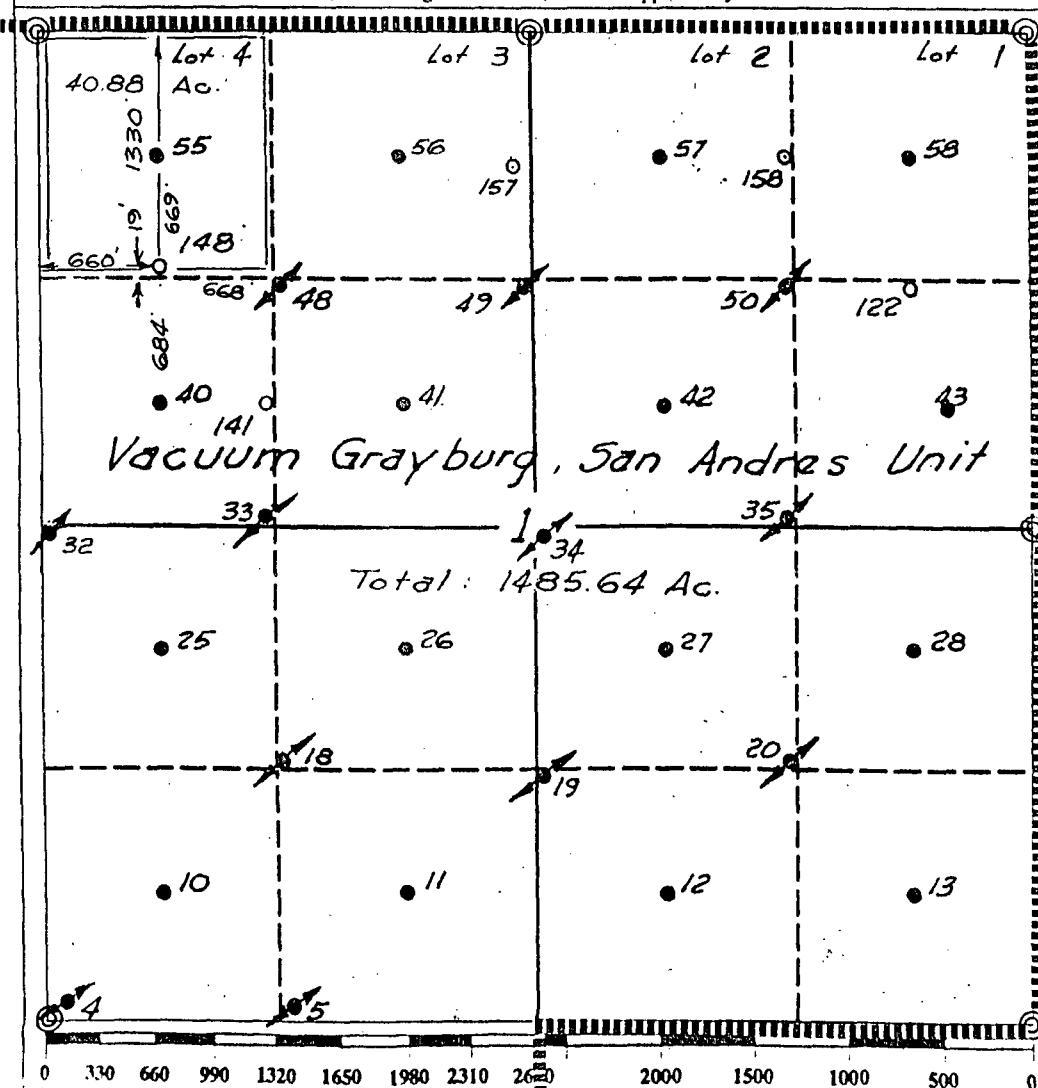 Lot 4 Lot 3 Lot 2 Lot 1
40.88 Ac.
55 56 57 58
157 158
1330'
669'
19'
148
660'
668' 48 49 50 122
684'
40 41 42 43
141
Vacuum Grayburg, San Andres Unit
33 35
32 1 34
Total: 1485.64 Ac.
25 26 27 28
18 20
19
10 11 12 13
4 5
0 330 660 990 1320 1650 1980 2310 2000 1500 1000 500 0